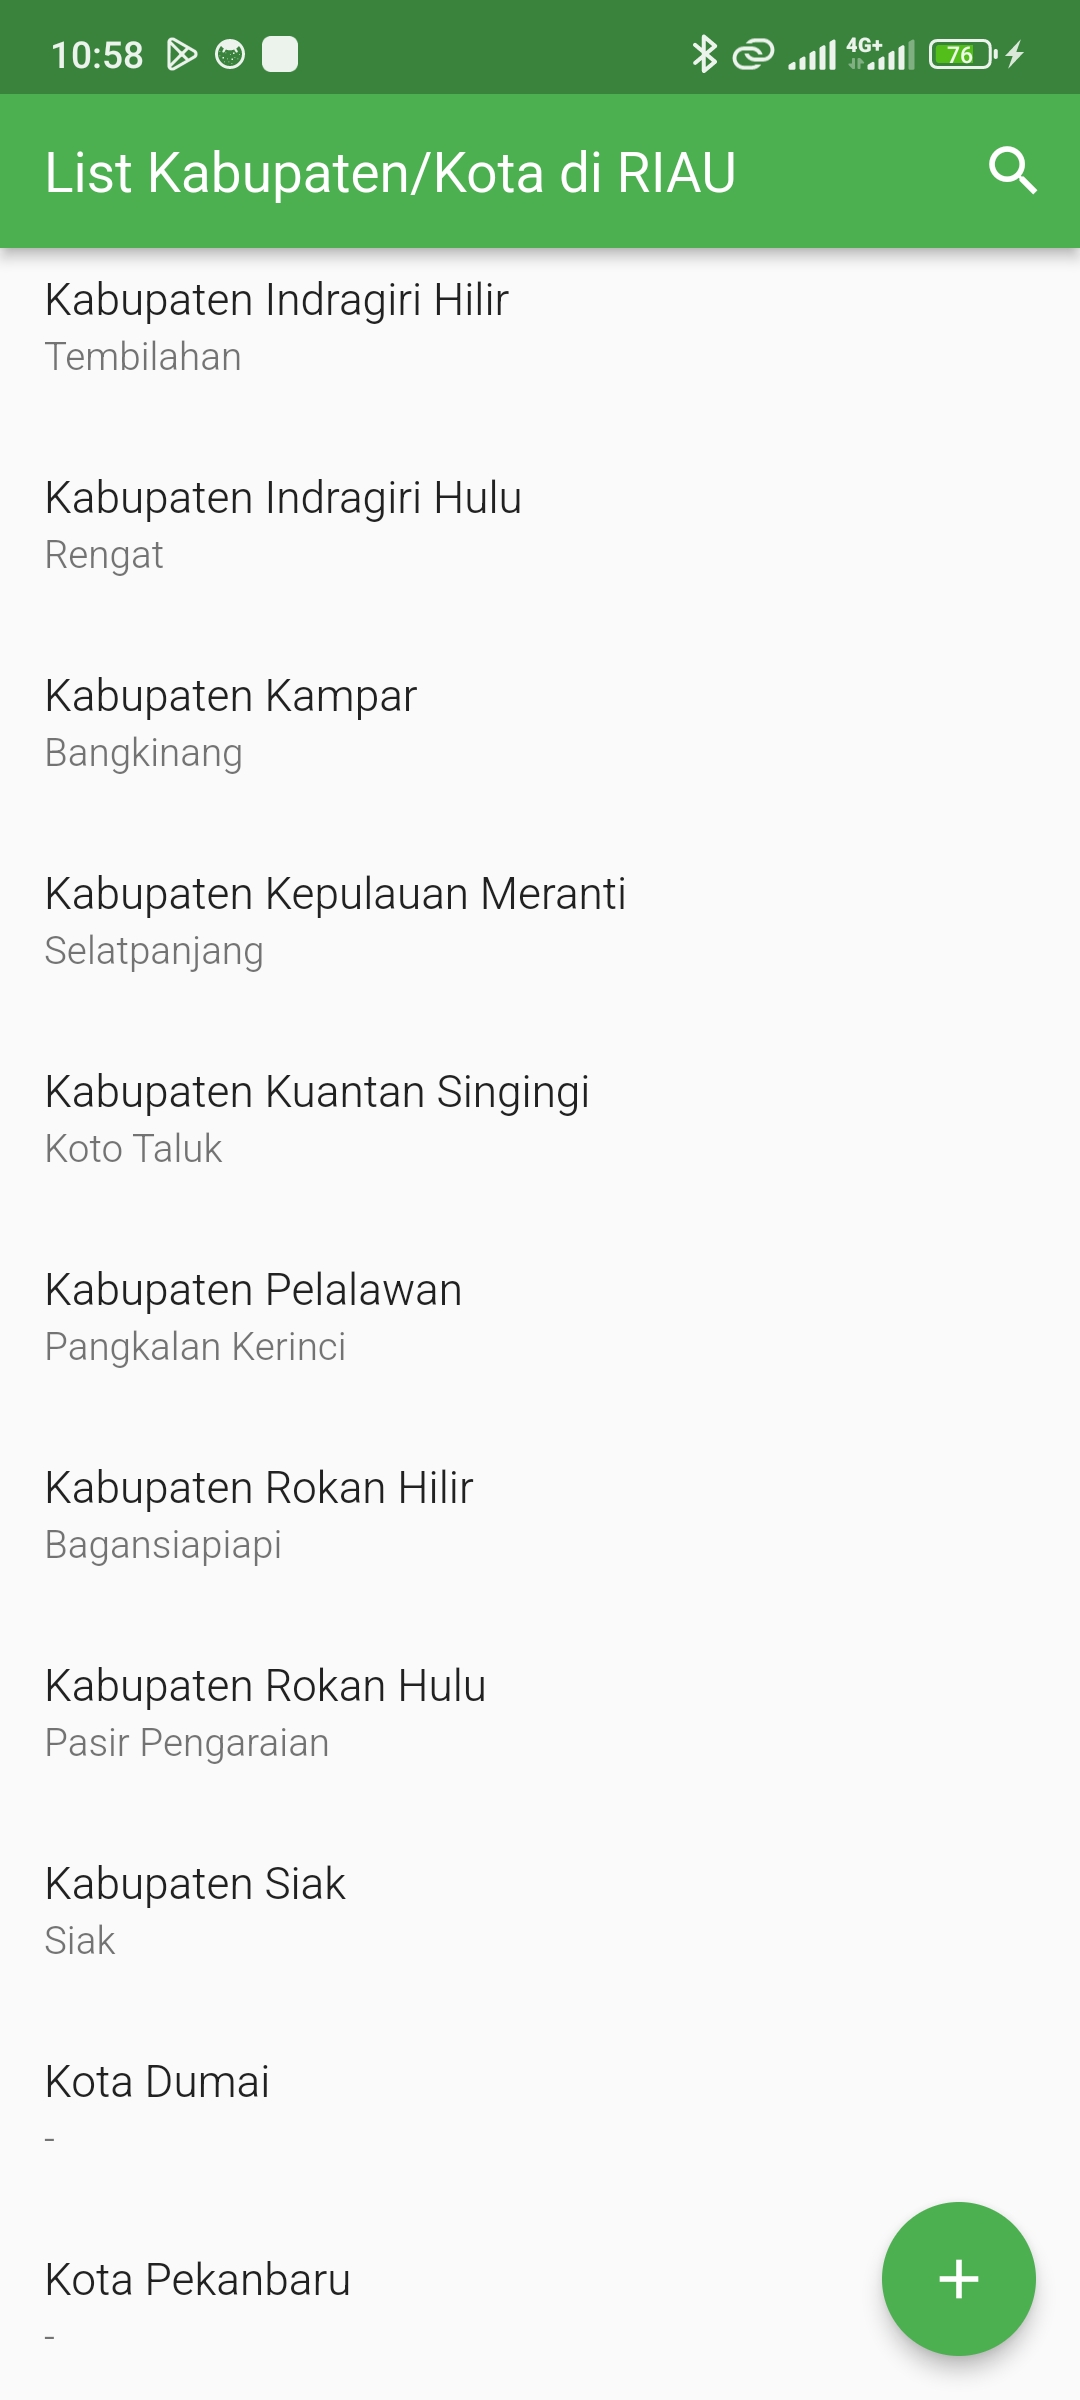 10:58
4G+
76
List Kabupaten/Kota di RIAU
Kabupaten Indragiri Hilir
Tembilahan
Kabupaten Indragiri Hulu
Rengat
Kabupaten Kampar
Bangkinang
Kabupaten Kepulauan Meranti
Selatpanjang
Kabupaten Kuantan Singingi
Koto Taluk
Kabupaten Pelalawan
Pangkalan Kerinci
Kabupaten Rokan Hilir
Bagansiapiapi
Kabupaten Rokan Hulu
Pasir Pengaraian
Kabupaten Siak
Siak
Kota Dumai
-
Kota Pekanbaru
-